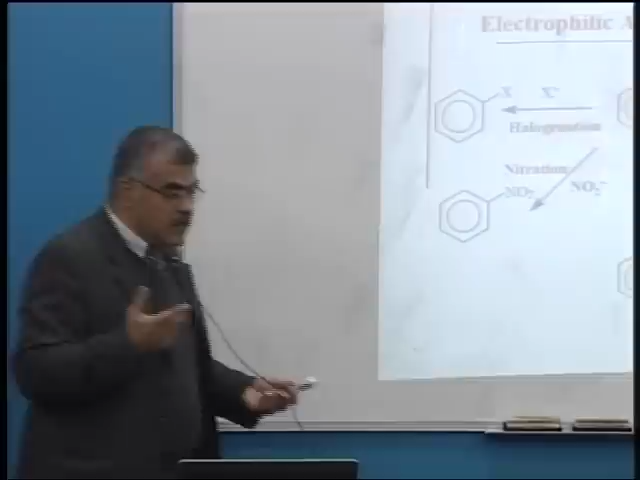 Electrophilic A
X X⁺
Halogenation
Nitration
NO₂ NO₂⁺